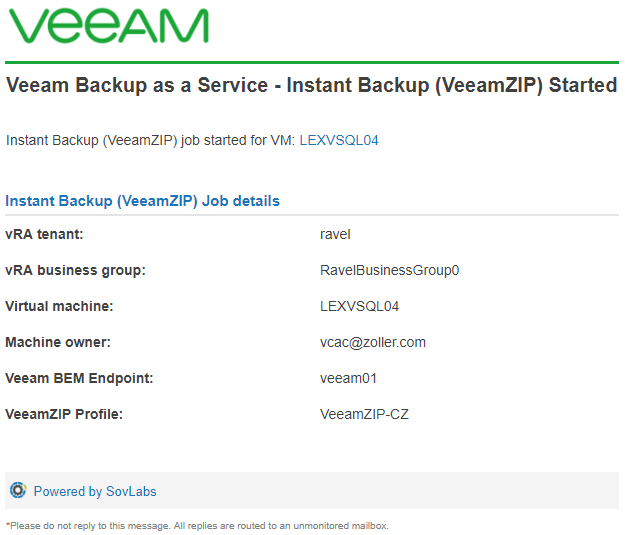 VEEAM
Veeam Backup as a Service - Instant Backup (VeeamZIP) Started
Instant Backup (VeeamZIP) job started for VM: LEXVSQL04
Instant Backup (VeeamZIP) Job details
vRA tenant: ravel
vRA business group: RavelBusinessGroup0
Virtual machine: LEXVSQL04
Machine owner: vcac@zoller.com
Veeam BEM Endpoint: veeam01
VeeamZIP Profile: VeeamZIP-CZ
Powered by SovLabs
*Please do not reply to this message. All replies are routed to an unmonitored mailbox.